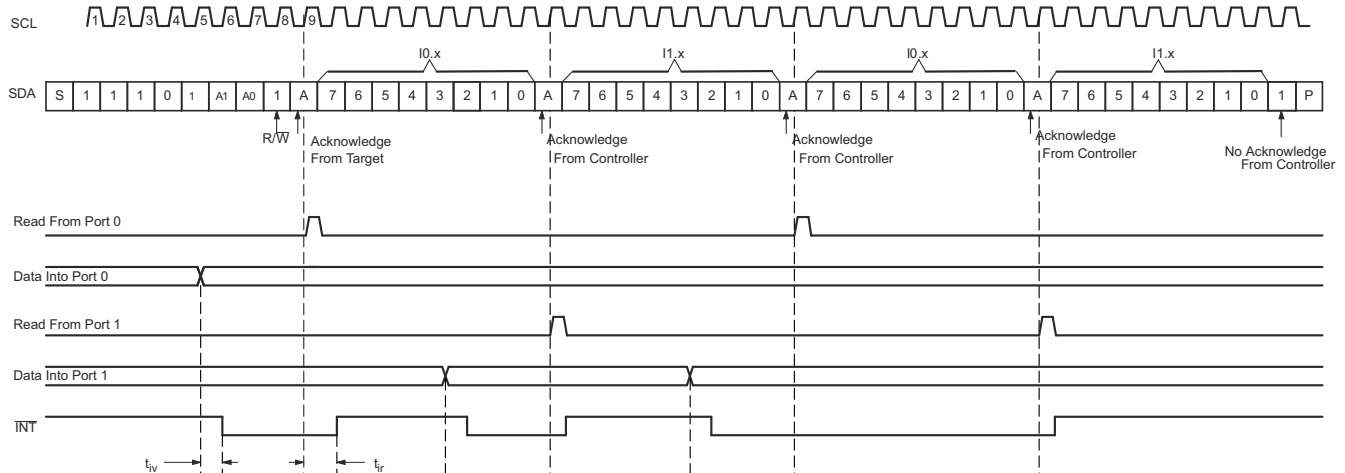 SCL 1 2 3 4 5 6 7 8 9
I0.x I1.x I0.x I1.x
SDA S 1 1 1 0 1 A1 A0 1 A 7 6 5 4 3 2 1 0 A 7 6 5 4 3 2 1 0 A 7 6 5 4 3 2 1 0 A 7 6 5 4 3 2 1 0 1 P
R/W
Acknowledge
From Target
Acknowledge
From Controller
Acknowledge
From Controller
Acknowledge
From Controller
No Acknowledge
From Controller
Read From Port 0
Data Into Port 0
Read From Port 1
Data Into Port 1
INT
tiv
tir